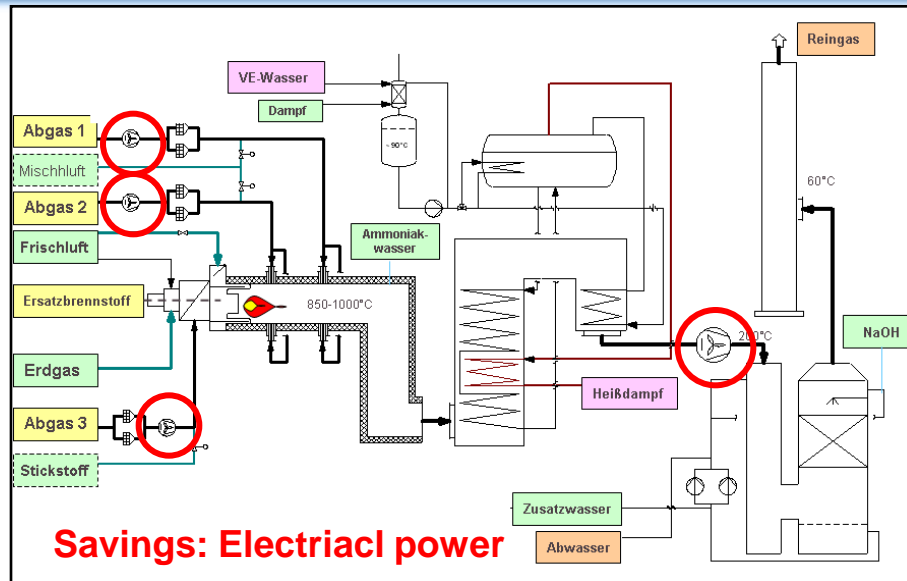 Reingas
VE-Wasser
Dampf
Abgas 1
~90°C
Mischhluft
60°C
Abgas 2
Frischluft
Ammoniak-
wasser
Ersatzbrennstoff
850-1000°C
200°C
NaOH
Erdgas
Heißdampf
Abgas 3
Stickstoff
Zusatzwasser
Abwasser
Savings: Electriacl power